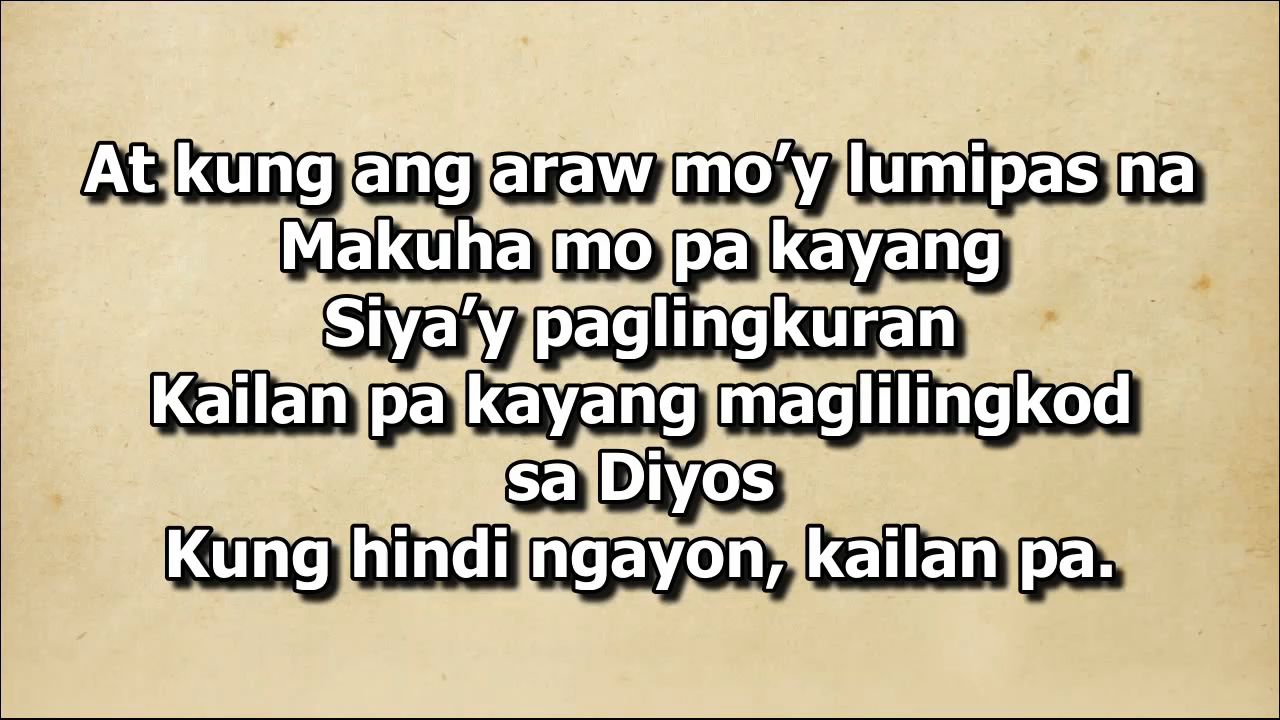 At kung ang araw mo’y lumipas na
Makuha mo pa kayang
Siya’y paglingkuran
Kailan pa kayang maglilingkod
sa Diyos
Kung hindi ngayon, kailan pa.